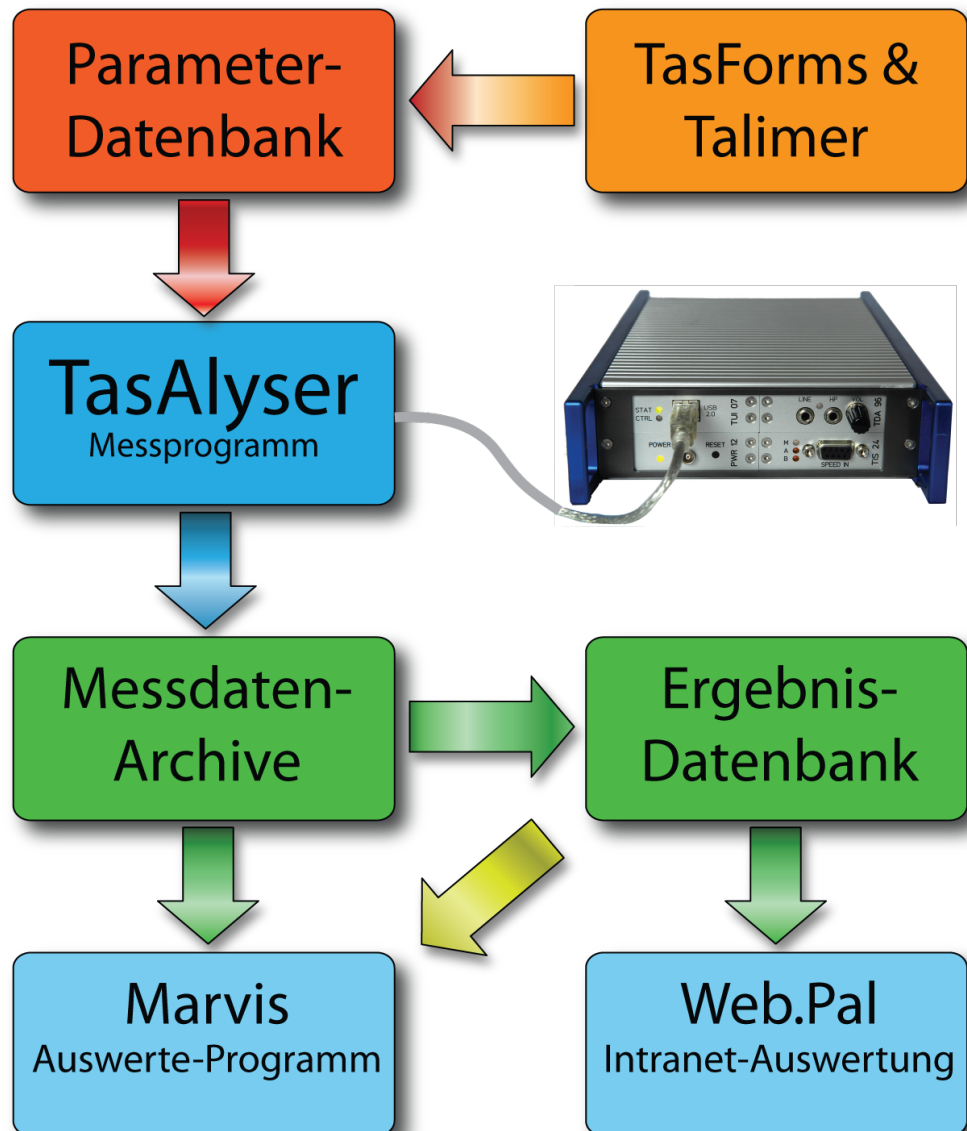 Parameter-
Datenbank
TasForms &
Talimer
TasAlyser
Messprogramm
STAT
CTRL
USB
2.0
TUI 07
LINE
HP
VOL
TDA 96
POWER
RESET
PWR 12
M
A
B
SPEED IN
TIS 24
Messdaten-
Archive
Ergebnis-
Datenbank
Marvis
Auswerte-Programm
Web.Pal
Intranet-Auswertung